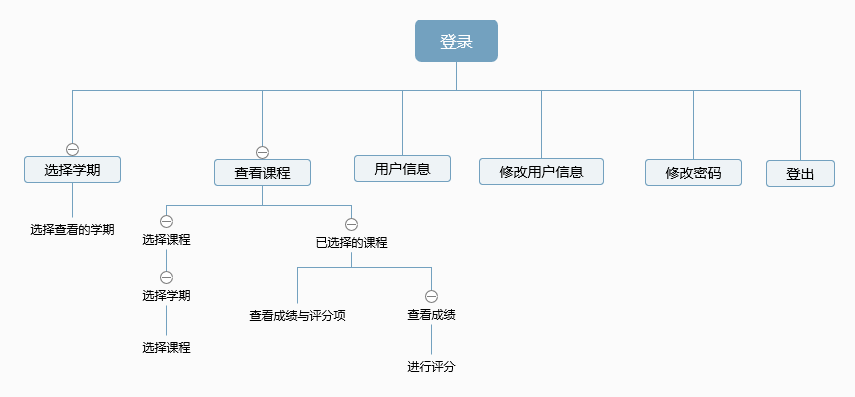 登录
选择学期
查看课程
用户信息
修改用户信息
修改密码
登出
选择查看的学期
选择课程
已选择的课程
选择学期
查看成绩与评分项
查看成绩
选择课程
进行评分